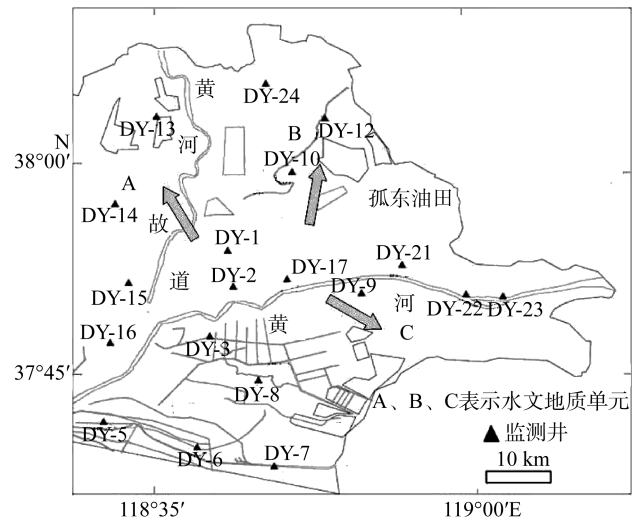 黄
DY-24
DY-13
B
DY-12
N
河
38°00′
DY-10
A
DY-14
故
孤东油田
DY-1
DY-21
DY-17
道
DY-2
DY-9
DY-15
河
DY-22
DY-23
黄
DY-16
DY-3
C
37°45′
DY-8
A、B、C表示水文地质单元
DY-5
监测井
DY-6
DY-7
10 km
118°35′
119°00′E